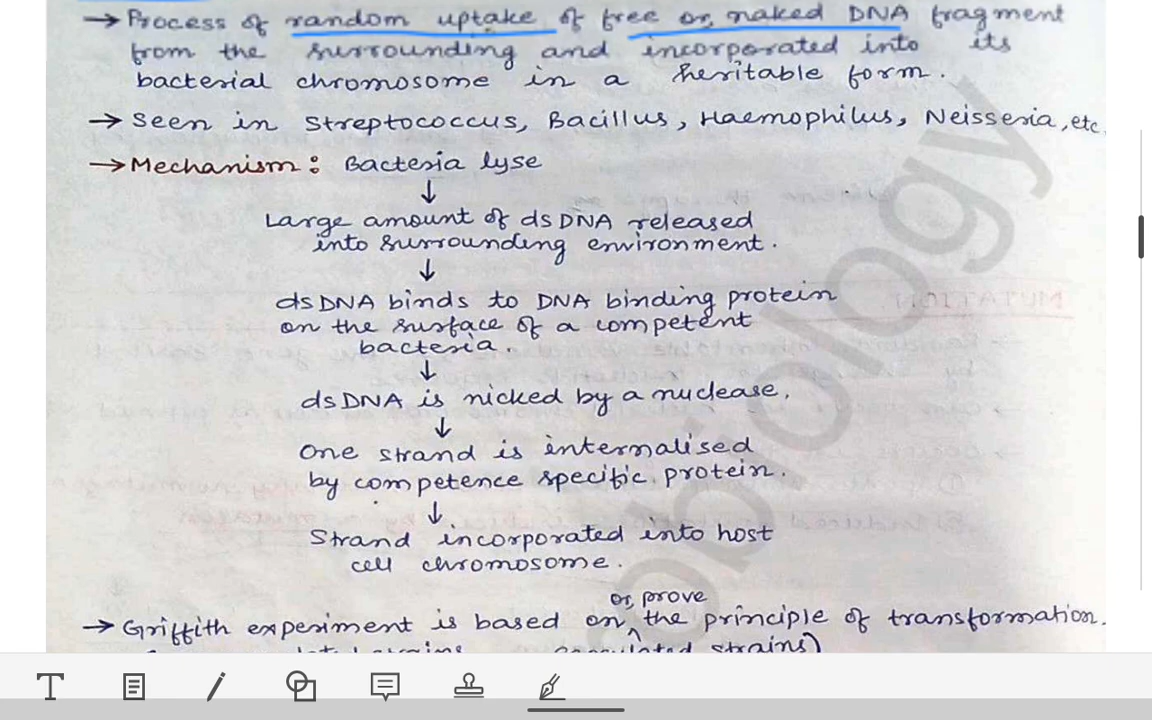 → Process of random uptake of free or, naked DNA fragment
from the surrounding and incorporated into its
bacterial chromosome in a heritable form.
→ Seen in Streptococcus, Bacillus, Haemophilus, Neisseria, etc.
→ Mechanism: Bacteria lyse
↓
Large amount of dsDNA released
into surrounding environment.
↓
dsDNA binds to DNA binding protein
on the surface of a competent
bacteria.
↓
dsDNA is nicked by a nuclease.
↓
One strand is internalised
by competence specific protein.
↓
Strand incorporated into host
cell chromosome.
or, prove
→ Griffith experiment is based on ^ the principle of transformation.
strains)
obiology
MUTATION
T